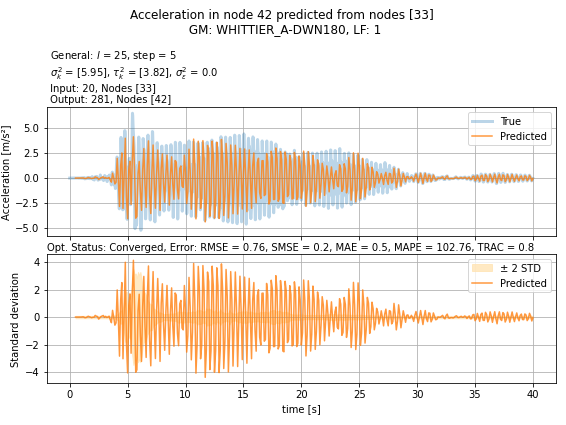 Acceleration in node 42 predicted from nodes [33]
GM: WHITTIER_A-DWN180, LF: 1
General: l = 25, step = 5
σ²ₖ = [5.95], τ²ₖ = [3.82], σ²ε = 0.0
Input: 20, Nodes [33]
Output: 281, Nodes [42]
Acceleration [m/s²]
5.0
2.5
0.0
−2.5
−5.0
True
Predicted
Opt. Status: Converged, Error: RMSE = 0.76, SMSE = 0.2, MAE = 0.5, MAPE = 102.76, TRAC = 0.8
Standard deviation
4
2
0
−2
−4
± 2 STD
Predicted
0
5
10
15
20
25
30
35
40
time [s]